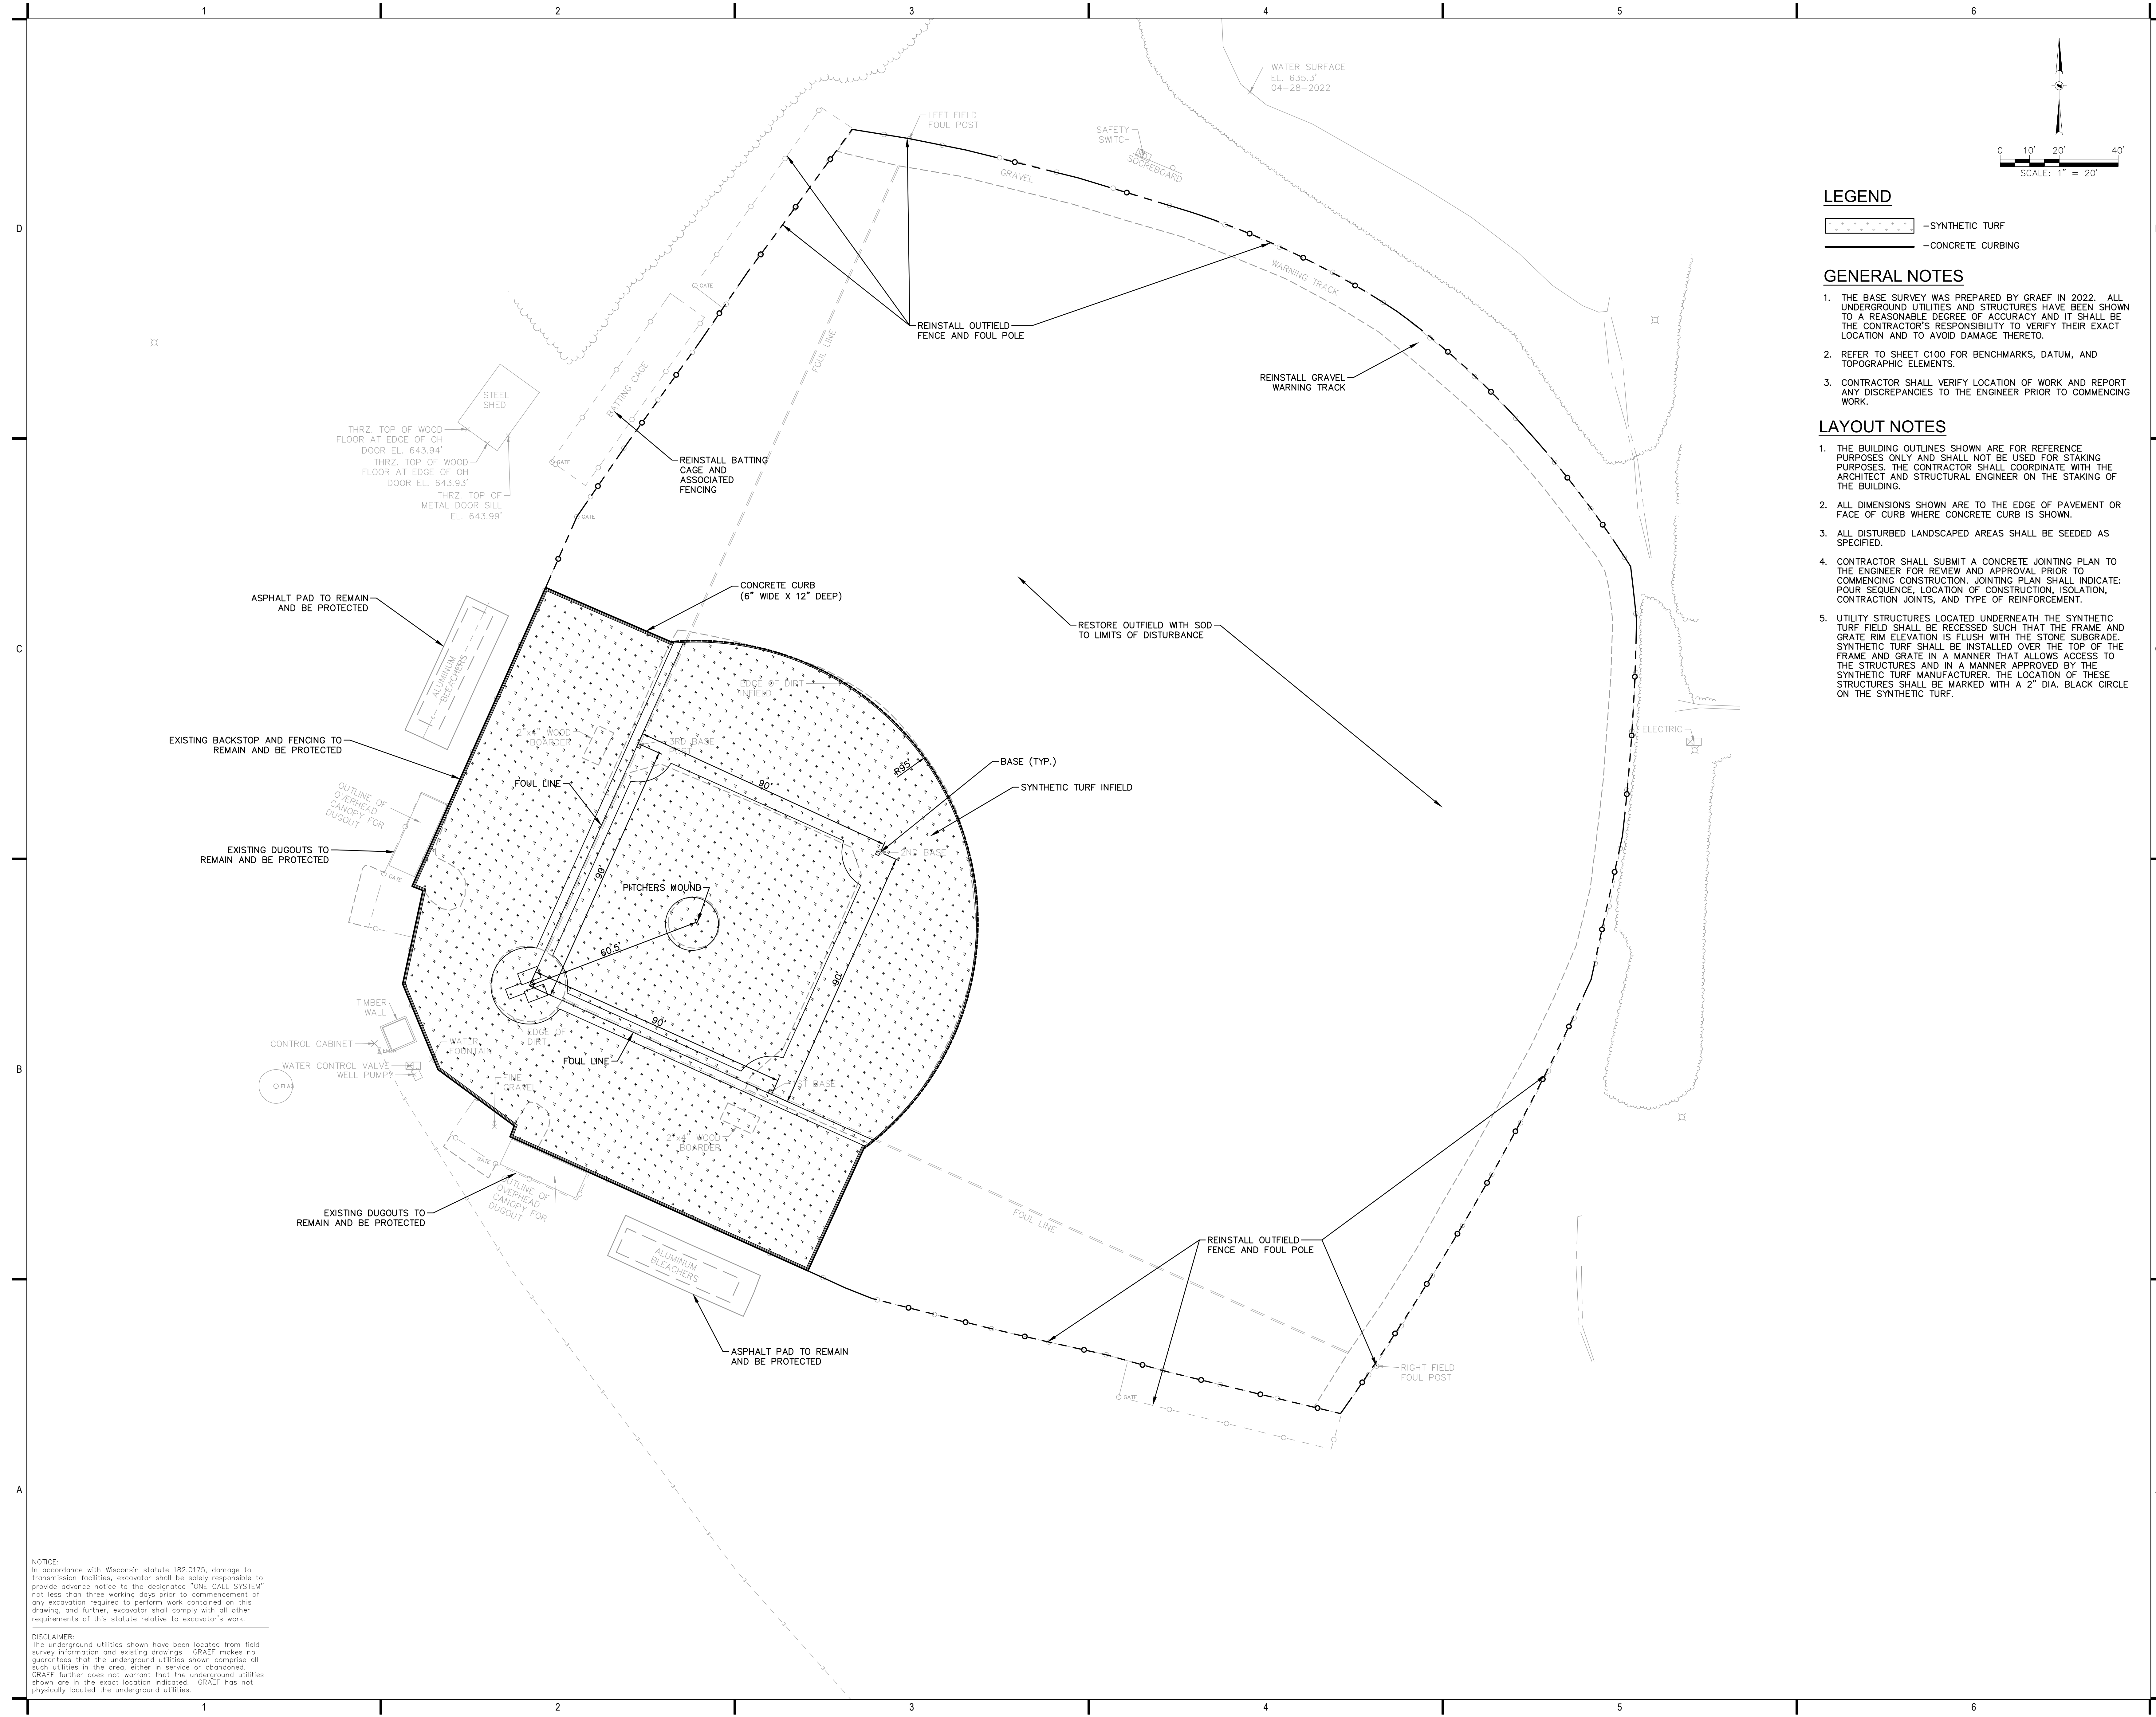 1
2
3
4
5
6
D
C
B
A
WATER SURFACE
EL. 635.3'
04-28-2022
LEFT FIELD
FOUL POST
SAFETY
SWITCH
SOCREBOARD
GRAVEL
WARNING TRACK
GATE
FOUL LINE
REINSTALL OUTFIELD
FENCE AND FOUL POLE
REINSTALL GRAVEL
WARNING TRACK
BATTING CAGE
STEEL
SHED
THRZ. TOP OF WOOD
FLOOR AT EDGE OF OH
DOOR EL. 643.94'
THRZ. TOP OF WOOD
FLOOR AT EDGE OF OH
DOOR EL. 643.93'
THRZ. TOP OF
METAL DOOR SILL
EL. 643.99'
GATE
GATE
REINSTALL BATTING
CAGE AND
ASSOCIATED
FENCING
ASPHALT PAD TO REMAIN
AND BE PROTECTED
CONCRETE CURB
(6" WIDE X 12" DEEP)
RESTORE OUTFIELD WITH SOD
TO LIMITS OF DISTURBANCE
ALUMINUM
BLEACHERS
EDGE OF DIRT
INFIELD
2"x4" WOOD
BOARDER
3RD BASE
EXISTING BACKSTOP AND FENCING TO
REMAIN AND BE PROTECTED
FOUL LINE
90'
R95'
BASE (TYP.)
SYNTHETIC TURF INFIELD
ELECTRIC
OUTLINE OF
OVERHEAD
CANOPY FOR
DUGOUT
EXISTING DUGOUTS TO
REMAIN AND BE PROTECTED
2ND BASE
GATE
90'
PITCHERS MOUND
60.5'
90'
90'
TIMBER
WALL
CONTROL CABINET
EMTR
WATER
FOUNTAIN
WATER CONTROL VALVE
WELL PUMP?
FLAG
EDGE OF
DIRT
FOUL LINE
FINE
GRAVEL
1ST BASE
2"x4" WOOD
BOARDER
GATE
OUTLINE OF
OVERHEAD
CANOPY FOR
DUGOUT
EXISTING DUGOUTS TO
REMAIN AND BE PROTECTED
ALUMINUM
BLEACHERS
ASPHALT PAD TO REMAIN
AND BE PROTECTED
FOUL LINE
REINSTALL OUTFIELD
FENCE AND FOUL POLE
RIGHT FIELD
FOUL POST
GATE
0 10' 20' 40'
SCALE: 1" = 20'
LEGEND
-SYNTHETIC TURF
-CONCRETE CURBING
GENERAL NOTES
1. THE BASE SURVEY WAS PREPARED BY GRAEF IN 2022. ALL
UNDERGROUND UTILITIES AND STRUCTURES HAVE BEEN SHOWN
TO A REASONABLE DEGREE OF ACCURACY AND IT SHALL BE
THE CONTRACTOR'S RESPONSIBILITY TO VERIFY THEIR EXACT
LOCATION AND TO AVOID DAMAGE THERETO.
2. REFER TO SHEET C100 FOR BENCHMARKS, DATUM, AND
TOPOGRAPHIC ELEMENTS.
3. CONTRACTOR SHALL VERIFY LOCATION OF WORK AND REPORT
ANY DISCREPANCIES TO THE ENGINEER PRIOR TO COMMENCING
WORK.
LAYOUT NOTES
1. THE BUILDING OUTLINES SHOWN ARE FOR REFERENCE
PURPOSES ONLY AND SHALL NOT BE USED FOR STAKING
PURPOSES. THE CONTRACTOR SHALL COORDINATE WITH THE
ARCHITECT AND STRUCTURAL ENGINEER ON THE STAKING OF
THE BUILDING.
2. ALL DIMENSIONS SHOWN ARE TO THE EDGE OF PAVEMENT OR
FACE OF CURB WHERE CONCRETE CURB IS SHOWN.
3. ALL DISTURBED LANDSCAPED AREAS SHALL BE SEEDED AS
SPECIFIED.
4. CONTRACTOR SHALL SUBMIT A CONCRETE JOINTING PLAN TO
THE ENGINEER FOR REVIEW AND APPROVAL PRIOR TO
COMMENCING CONSTRUCTION. JOINTING PLAN SHALL INDICATE:
POUR SEQUENCE, LOCATION OF CONSTRUCTION, ISOLATION,
CONTRACTION JOINTS, AND TYPE OF REINFORCEMENT.
5. UTILITY STRUCTURES LOCATED UNDERNEATH THE SYNTHETIC
TURF FIELD SHALL BE RECESSED SUCH THAT THE FRAME AND
GRATE RIM ELEVATION IS FLUSH WITH THE STONE SUBGRADE.
SYNTHETIC TURF SHALL BE INSTALLED OVER THE TOP OF THE
FRAME AND GRATE IN A MANNER THAT ALLOWS ACCESS TO
THE STRUCTURES AND IN A MANNER APPROVED BY THE
SYNTHETIC TURF MANUFACTURER. THE LOCATION OF THESE
STRUCTURES SHALL BE MARKED WITH A 2" DIA. BLACK CIRCLE
ON THE SYNTHETIC TURF.
NOTICE:
In accordance with Wisconsin statute 182.0175, damage to
transmission facilities, excavator shall be solely responsible to
provide advance notice to the designated "ONE CALL SYSTEM"
not less than three working days prior to commencement of
any excavation required to perform work contained on this
drawing, and further, excavator shall comply with all other
requirements of this statute relative to excavator's work.
DISCLAIMER:
The underground utilities shown have been located from field
survey information and existing drawings. GRAEF makes no
guarantees that the underground utilities shown comprise all
such utilities in the area, either in service or abandoned.
GRAEF further does not warrant that the underground utilities
shown are in the exact location indicated. GRAEF has not
physically located the underground utilities.
1
2
3
4
5
6